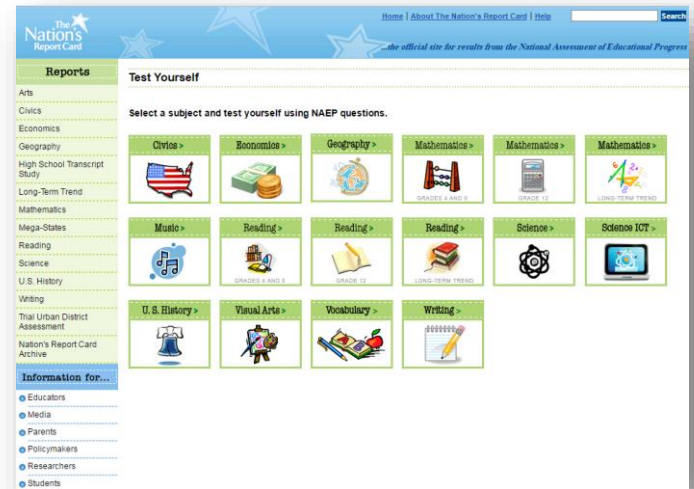 The
Nation's
Report Card
Home | About The Nation's Report Card | Help
Search
...the official site for results from the National Assessment of Educational Progress
Reports
Arts
Civics
Economics
Geography
High School Transcript
Study
Long-Term Trend
Mathematics
Mega-States
Reading
Science
U.S. History
Writing
Trial Urban District
Assessment
Nation's Report Card
Archive
Information for...
Educators
Media
Parents
Policymakers
Researchers
Students
Test Yourself
Select a subject and test yourself using NAEP questions.
Civics >
Economics >
Geography >
Mathematics >
GRADES 4 AND 8
Mathematics >
GRADE 12
Mathematics >
LONG-TERM TREND
Music >
Reading >
GRADES 4 AND 8
Reading >
GRADE 12
Reading >
LONG-TERM TREND
Science >
Science ICT >
U.S. History >
Visual Arts >
Vocabulary >
Writing >